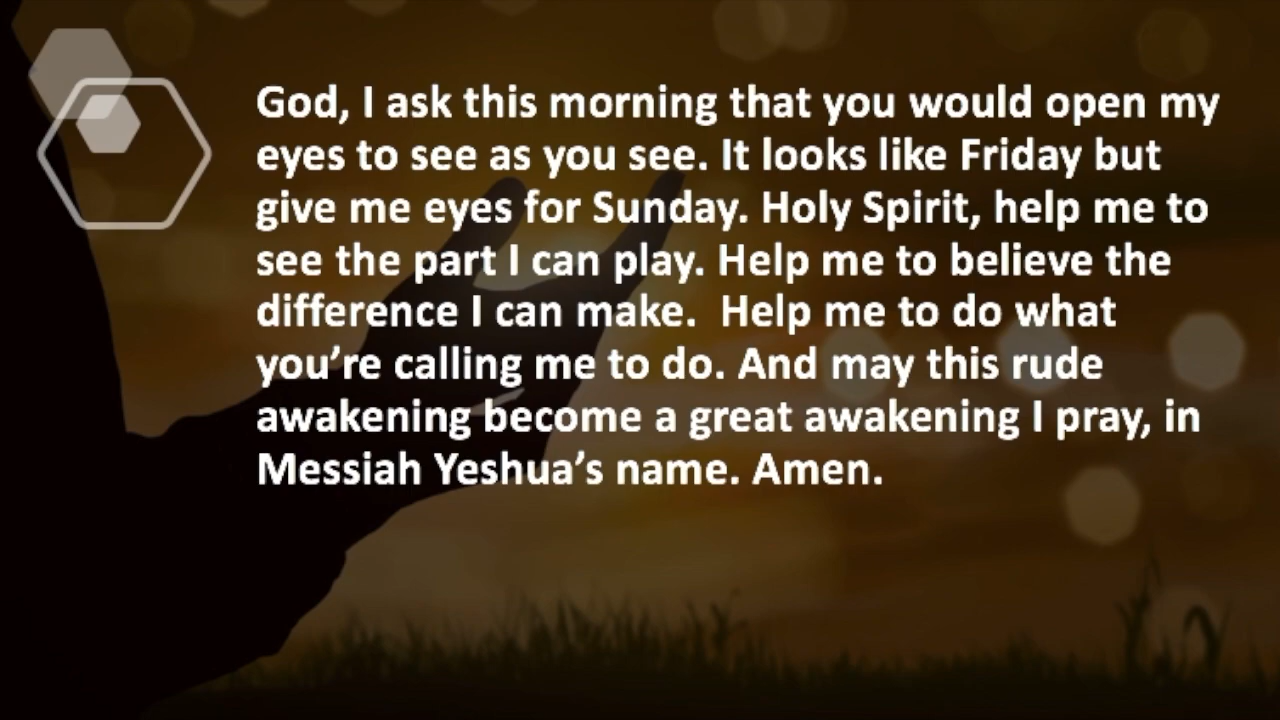 God, I ask this morning that you would open my
eyes to see as you see. It looks like Friday but
give me eyes for Sunday. Holy Spirit, help me to
see the part I can play. Help me to believe the
difference I can make.  Help me to do what
you’re calling me to do. And may this rude
awakening become a great awakening I pray, in
Messiah Yeshua’s name. Amen.